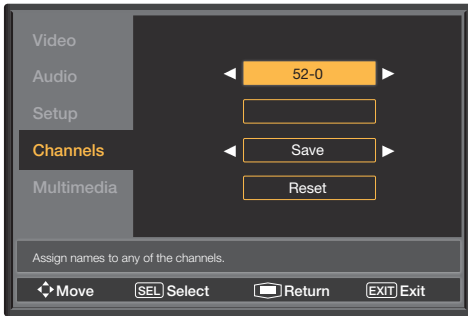 Video
Audio
Setup
Channels
Multimedia
52-0
Save
Reset
Assign names to any of the channels.
Move SEL Select Return EXIT Exit